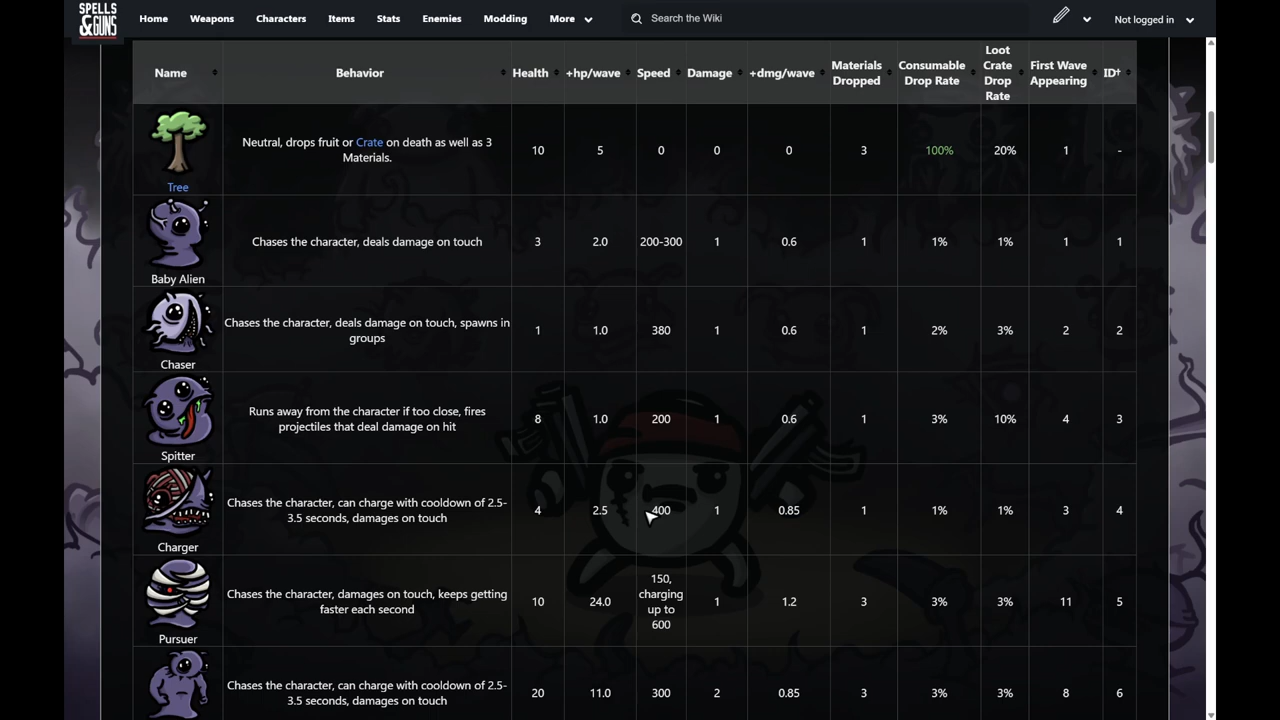 SPELLS
&GUNS
Home Weapons Characters Items Stats Enemies Modding More Search the Wiki Not logged in
Name Behavior Health +hp/wave Speed Damage +dmg/wave Materials Dropped Consumable Drop Rate Loot Crate Drop Rate First Wave Appearing ID†
Neutral, drops fruit or Crate on death as well as 3
Materials.
10 5 0 0 0 3 100% 20% 1 -
Tree
Chases the character, deals damage on touch 3 2.0 200-300 1 0.6 1 1% 1% 1 1
Baby Alien
Chases the character, deals damage on touch, spawns in
groups
1 1.0 380 1 0.6 1 2% 3% 2 2
Chaser
Runs away from the character if too close, fires
projectiles that deal damage on hit
8 1.0 200 1 0.6 1 3% 10% 4 3
Spitter
Chases the character, can charge with cooldown of 2.5-
3.5 seconds, damages on touch
4 2.5 400 1 0.85 1 1% 1% 3 4
Charger
Chases the character, damages on touch, keeps getting
faster each second
10 24.0
150,
charging
up to
600
1 1.2 3 3% 3% 11 5
Pursuer
Chases the character, can charge with cooldown of 2.5-
3.5 seconds, damages on touch
20 11.0 300 2 0.85 3 3% 3% 8 6